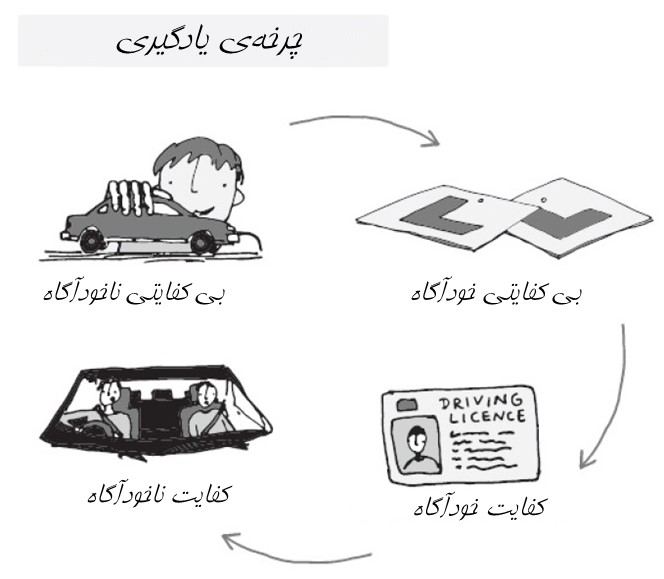 چرخه‌ی یادگیری
بی کفایتی ناخودآگاه
بی کفایتی خودآگاه
DRIVING
LICENCE
کفایت خودآگاه
کفایت ناخودآگاه